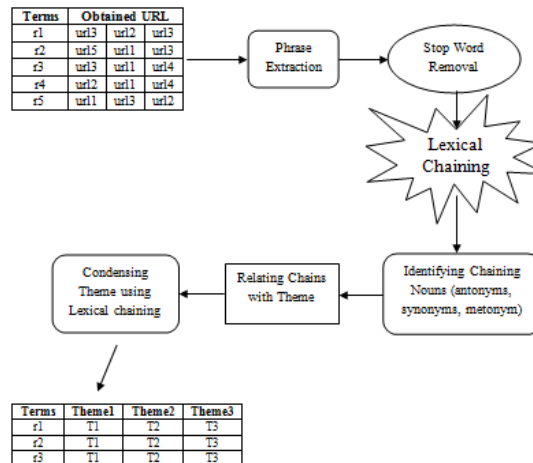 Terms Obtained URL
r1 url3 url2 url3
r2 url5 url1 url3
r3 url3 url1 url4
r4 url2 url1 url4
r5 url1 url3 url2
Phrase
Extraction
Stop Word
Removal
Lexical
Chaining
Identifying Chaining
Nouns (antonyms,
synonyms, metonym)
Relating Chains
with Theme
Condensing
Theme using
Lexical chaining
Terms Theme1 Theme2 Theme3
r1 T1 T2 T3
r2 T1 T2 T3
r3 T1 T2 T3